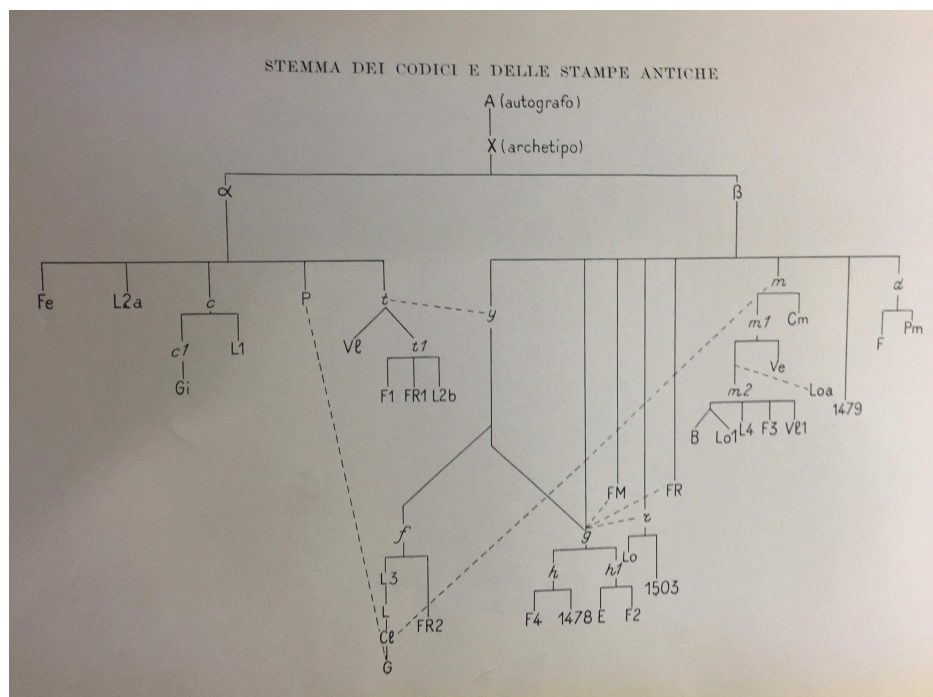 STEMMA DEI CODICI E DELLE STAMPE ANTICHE
A (autografo)
X (archetipo)
α β
Fe L2a c P t y m d
c1 L1 Vl t1 m1 Cm F Pm
Gi F1 FR1 L2b m2 Ve Loa 1479
B Lo1 L4 F3 Vl1
FM FR
f g r
L3 h h1 Lo 1503
L FR2 F4 1478 E F2
Cl
G